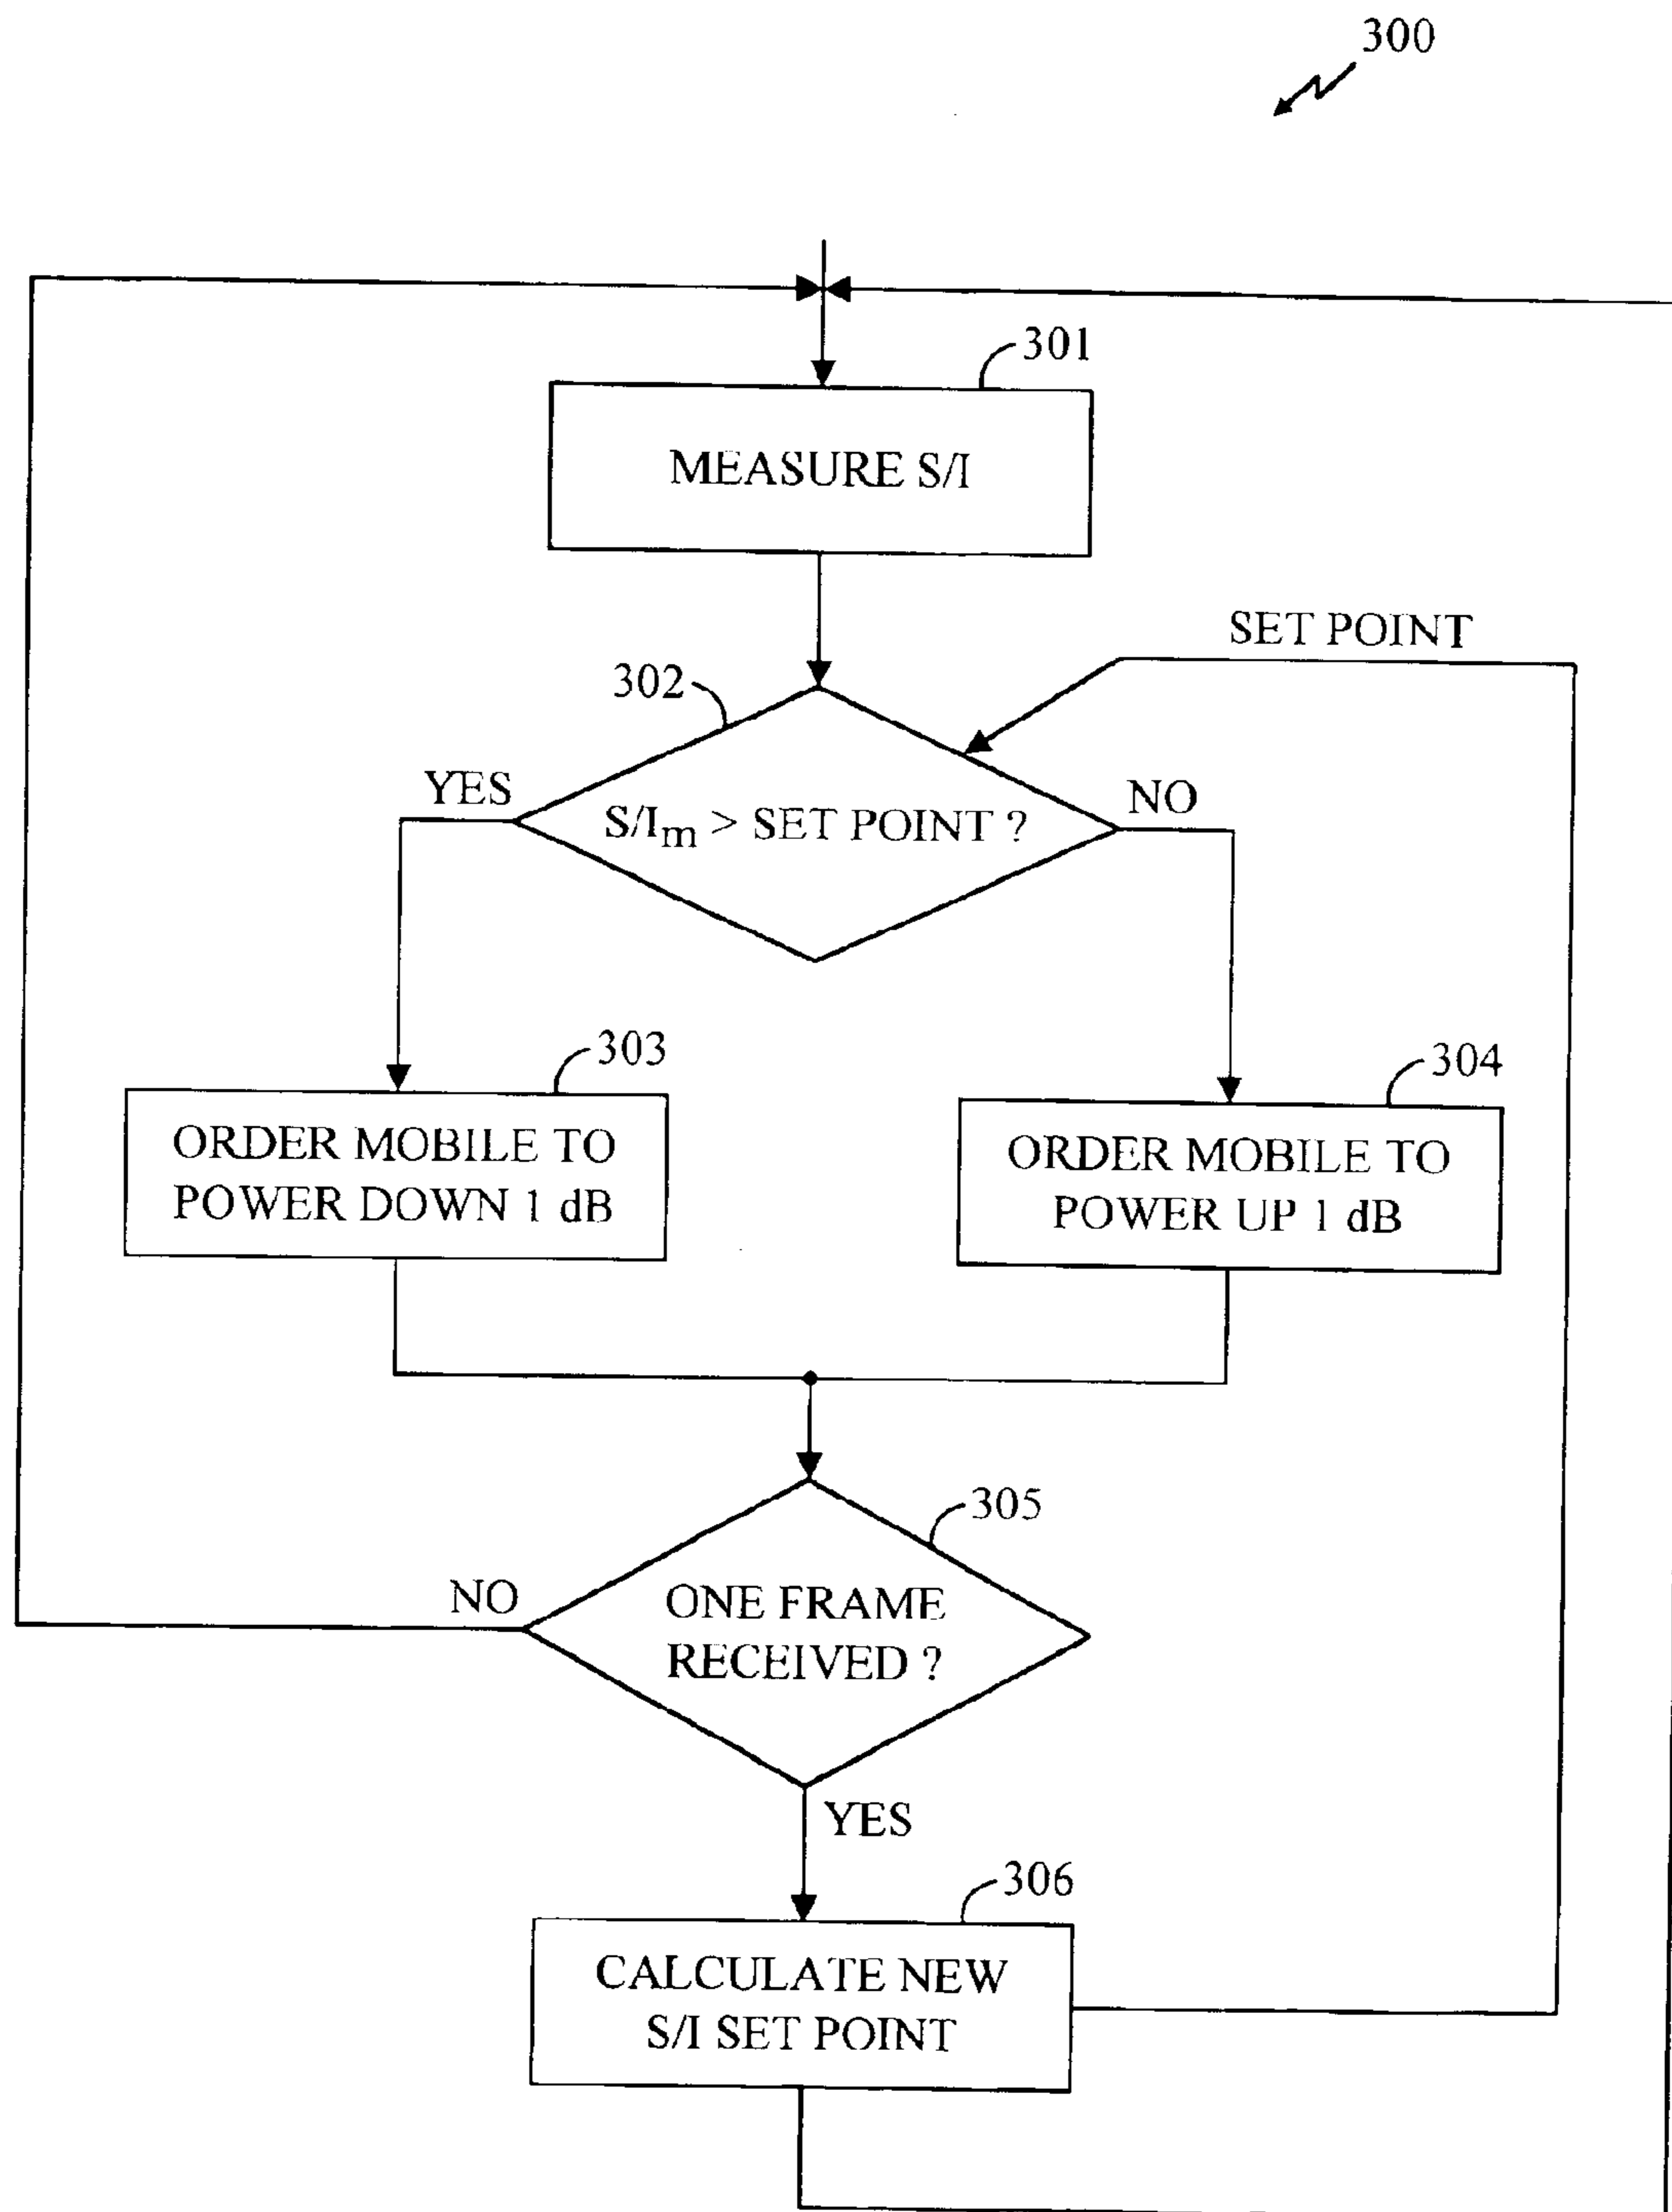 300
301
MEASURE S/I
SET POINT
302
YES
NO
S/Im > SET POINT ?
303
304
ORDER MOBILE TO
POWER DOWN 1 dB
ORDER MOBILE TO
POWER UP 1 dB
305
NO
ONE FRAME
RECEIVED ?
YES
306
CALCULATE NEW
S/I SET POINT